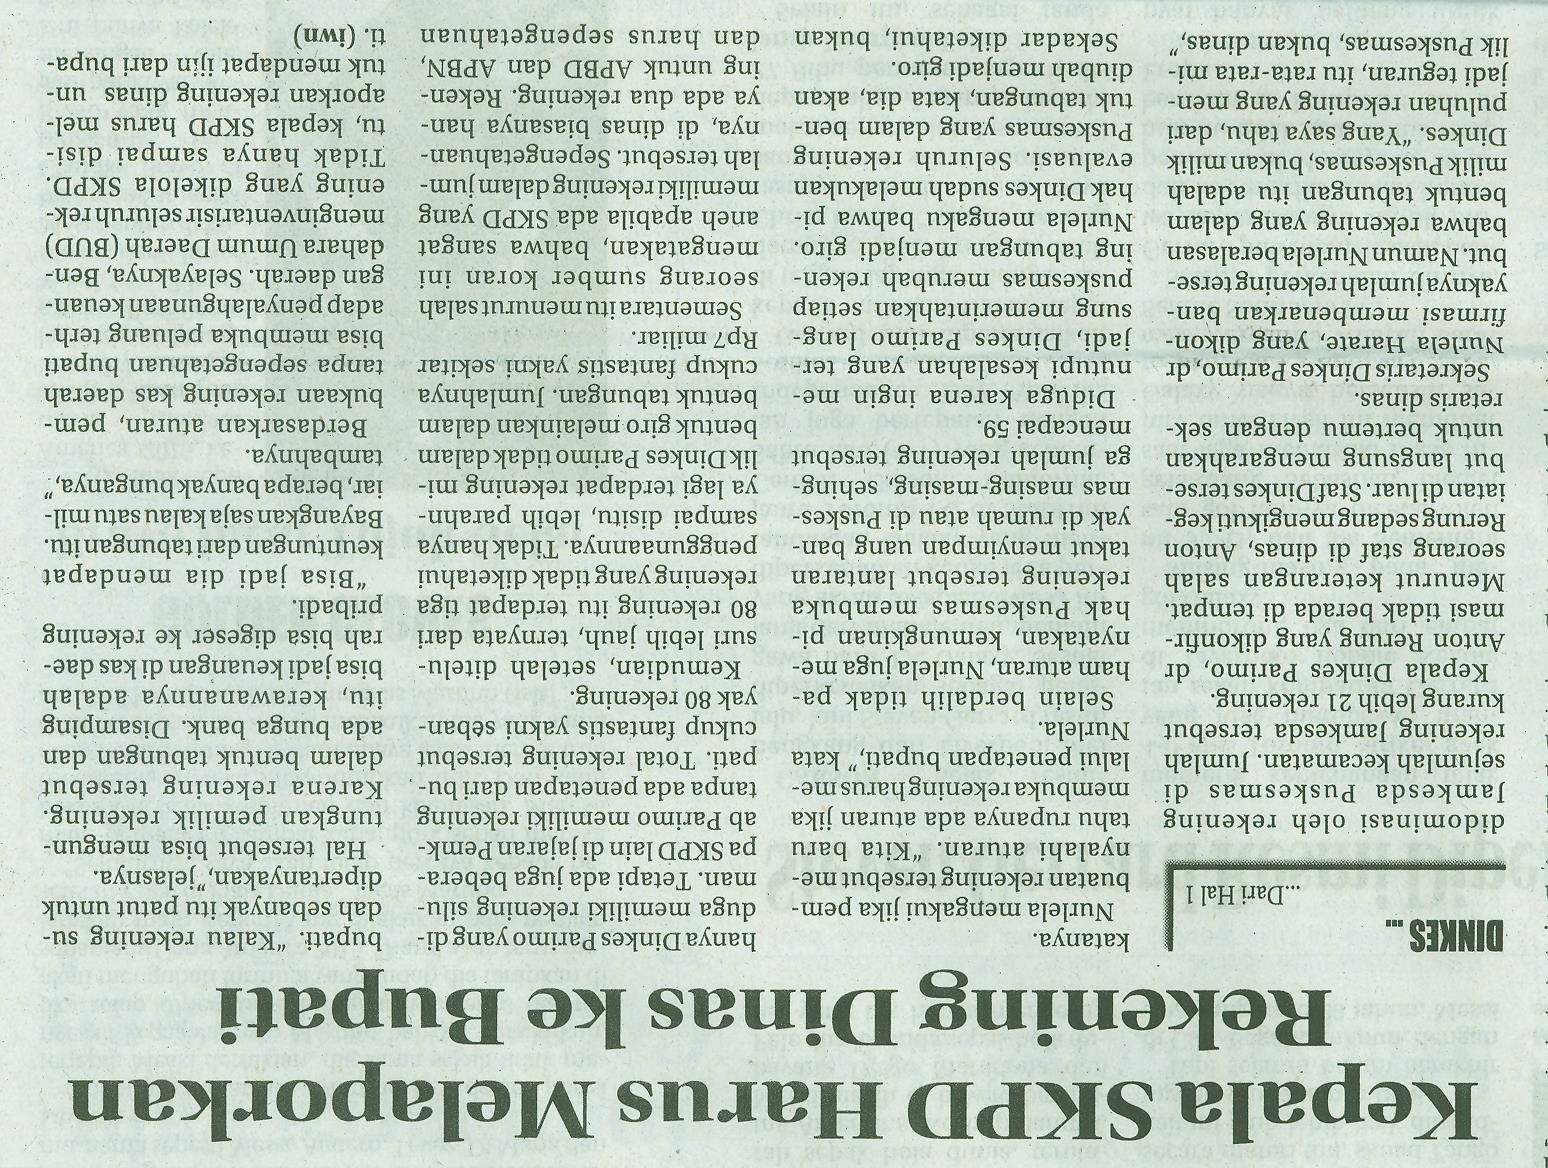 Kepala SKPD Harus Melaporkan
Rekening Dinas ke Bupati
DINKES ...
...Dari Hal 1
didominasi oleh rekening
Jamkesda Puskesmas di
sejumlah kecamatan. Jumlah
rekening Jamkesda tersebut
kurang lebih 21 rekening.
Kepala Dinkes Parimo, dr
Anton Rerung yang dikonfir-
masi tidak berada di tempat.
Menurut keterangan salah
seorang staf di dinas, Anton
Rerung sedang mengikuti keg-
iatan di luar. Staf Dinkes terse-
but langsung mengarahkan
untuk bertemu dengan sek-
retaris dinas.
Sekretaris Dinkes Parimo, dr
Nurlela Harate, yang dikon-
firmasi membenarkan ban-
yaknya jumlah rekening terse-
but. Namun Nurlela beralasan
bahwa rekening yang dalam
bentuk tabungan itu adalah
milik Puskesmas, bukan milik
Dinkes. "Yang saya tahu, dari
puluhan rekening yang men-
jadi teguran, itu rata-rata mi-
lik Puskesmas, bukan dinas,"
katanya.
Nurlela mengakui jika pem-
buatan rekening tersebut me-
nyalahi aturan. "Kita baru
tahu rupanya ada aturan jika
membuka rekening harus me-
lalui penetapan bupati," kata
Nurlela.
Selain berdalih tidak pa-
ham aturan, Nurlela juga me-
nyatakan, kemungkinan pi-
hak Puskesmas membuka
rekening tersebut lantaran
takut menyimpan uang ban-
yak di rumah atau di Puskes-
mas masing-masing, sehing-
ga jumlah rekening tersebut
mencapai 59.
Diduga karena ingin me-
nutupi kesalahan yang ter-
jadi, Dinkes Parimo lang-
sung memerintahkan setiap
puskesmas merubah reken-
ing tabungan menjadi giro.
Nurlela mengaku bahwa pi-
hak Dinkes sudah melakukan
evaluasi. Seluruh rekening
Puskesmas yang dalam ben-
tuk tabungan, kata dia, akan
diubah menjadi giro.
Sekadar diketahui, bukan
hanya Dinkes Parimo yang di-
duga memiliki rekening silu-
man. Tetapi ada juga bebera-
pa SKPD lain di jajaran Pemk-
ab Parimo memiliki rekening
tanpa ada penetapan dari bu-
pati. Total rekening tersebut
cukup fantastis yakni seban-
yak 80 rekening.
Kemudian, setelah ditelu-
suri lebih jauh, ternyata dari
80 rekening itu terdapat tiga
rekening yang tidak diketahui
penggunaannya. Tidak hanya
sampai disitu, lebih parahn-
ya lagi terdapat rekening mi-
lik Dinkes Parimo tidak dalam
bentuk giro melainkan dalam
bentuk tabungan. Jumlahnya
cukup fantastis yakni sekitar
Rp7 miliar.
Sementara itu menurut salah
seorang sumber koran ini
mengatakan, bahwa sangat
aneh apabila ada SKPD yang
memiliki rekening dalam jum-
lah tersebut. Sepengetahuan-
nya, di dinas biasanya han-
ya ada dua rekening. Reken-
ing untuk APBD dan APBN,
dan harus sepengetahuan
bupati. "Kalau rekening su-
dah sebanyak itu patut untuk
dipertanyakan," jelasnya.
Hal tersebut bisa mengun-
tungkan pemilik rekening.
Karena rekening tersebut
dalam bentuk tabungan dan
ada bunga bank. Disamping
itu, kerawanannya adalah
bisa jadi keuangan di kas dae-
rah bisa digeser ke rekening
pribadi.
"Bisa jadi dia mendapat
keuntungan dari tabungan itu.
Bayangkan saja kalau satu mil-
iar, berapa banyak bunganya,"
tambahnya.
Berdasarkan aturan, pem-
bukaan rekening kas daerah
tanpa sepengetahuan bupati
bisa membuka peluang terh-
adap penyalahgunaan keuan-
gan daerah. Selayaknya, Ben-
dahara Umum Daerah (BUD)
menginventarisir seluruh rek-
ening yang dikelola SKPD.
Tidak hanya sampai disi-
tu, kepala SKPD harus mel-
aporkan rekening dinas un-
tuk mendapat ijin dari bupa-
ti. (iwn)